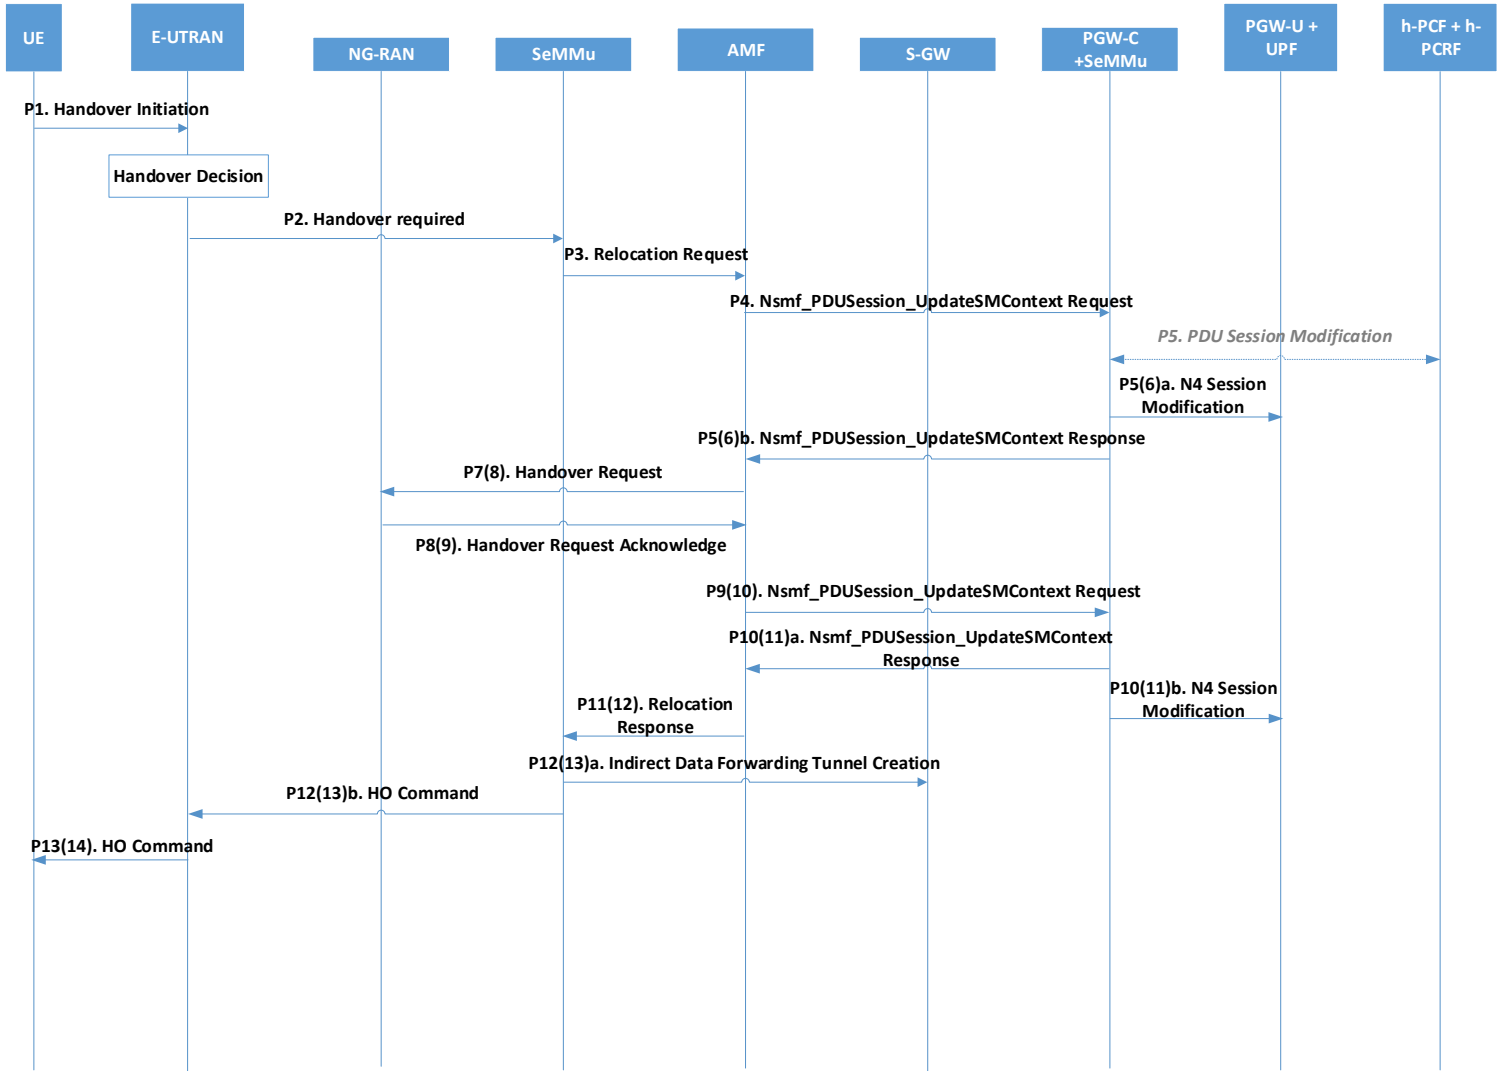 UE
E-UTRAN
NG-RAN
SeMMu
AMF
S-GW
PGW-C
+SeMMu
PGW-U +
UPF
h-PCF + h-
PCRF
P1. Handover Initiation
Handover Decision
P2. Handover required
P3. Relocation Request
P4. Nsmf_PDUSession_UpdateSMContext Request
P5. PDU Session Modification
P5(6)a. N4 Session
Modification
P5(6)b. Nsmf_PDUSession_UpdateSMContext Response
P7(8). Handover Request
P8(9). Handover Request Acknowledge
P9(10). Nsmf_PDUSession_UpdateSMContext Request
P10(11)a. Nsmf_PDUSession_UpdateSMContext
Response
P10(11)b. N4 Session
Modification
P11(12). Relocation
Response
P12(13)a. Indirect Data Forwarding Tunnel Creation
P12(13)b. HO Command
P13(14). HO Command